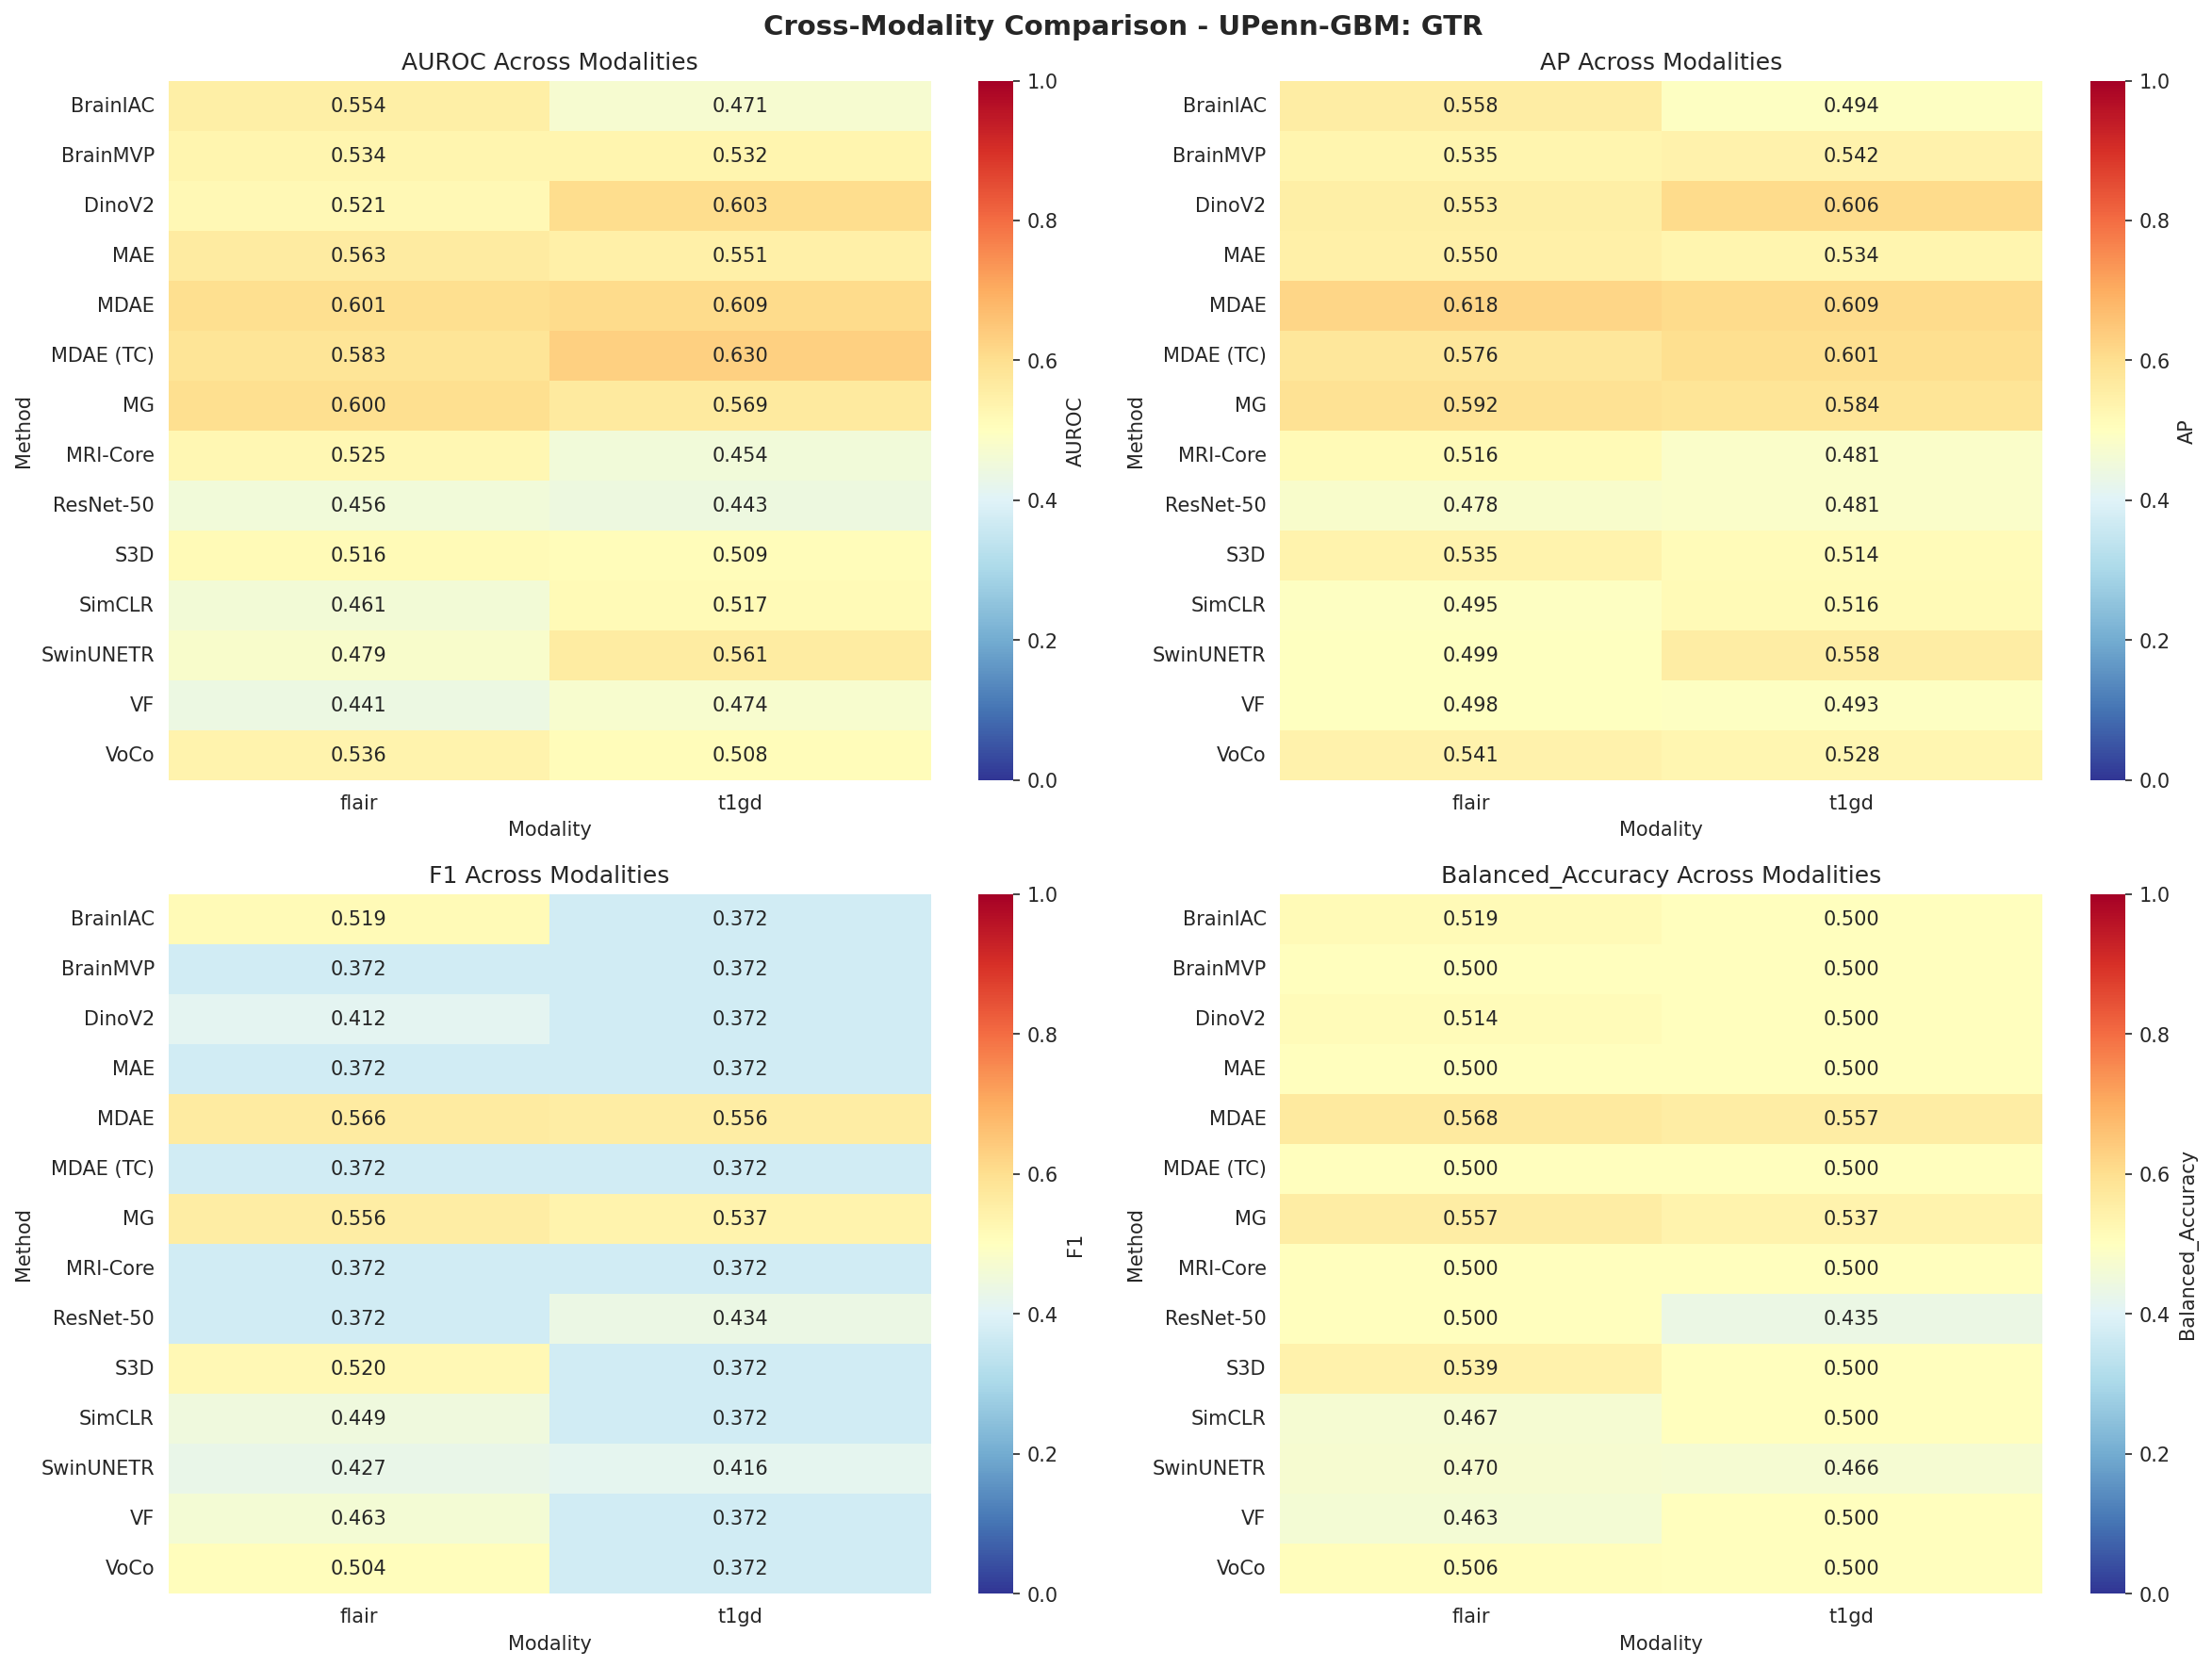 Cross-Modality Comparison - UPenn-GBM: GTR
AUROC Across Modalities
Method
BrainIAC 0.554 0.471
BrainMVP 0.534 0.532
DinoV2 0.521 0.603
MAE 0.563 0.551
MDAE 0.601 0.609
MDAE (TC) 0.583 0.630
MG 0.600 0.569
MRI-Core 0.525 0.454
ResNet-50 0.456 0.443
S3D 0.516 0.509
SimCLR 0.461 0.517
SwinUNETR 0.479 0.561
VF 0.441 0.474
VoCo 0.536 0.508
flair t1gd
Modality
1.0
0.8
0.6
0.4
0.2
0.0
AUROC
AP Across Modalities
Method
BrainIAC 0.558 0.494
BrainMVP 0.535 0.542
DinoV2 0.553 0.606
MAE 0.550 0.534
MDAE 0.618 0.609
MDAE (TC) 0.576 0.601
MG 0.592 0.584
MRI-Core 0.516 0.481
ResNet-50 0.478 0.481
S3D 0.535 0.514
SimCLR 0.495 0.516
SwinUNETR 0.499 0.558
VF 0.498 0.493
VoCo 0.541 0.528
flair t1gd
Modality
1.0
0.8
0.6
0.4
0.2
0.0
AP
F1 Across Modalities
Method
BrainIAC 0.519 0.372
BrainMVP 0.372 0.372
DinoV2 0.412 0.372
MAE 0.372 0.372
MDAE 0.566 0.556
MDAE (TC) 0.372 0.372
MG 0.556 0.537
MRI-Core 0.372 0.372
ResNet-50 0.372 0.434
S3D 0.520 0.372
SimCLR 0.449 0.372
SwinUNETR 0.427 0.416
VF 0.463 0.372
VoCo 0.504 0.372
flair t1gd
Modality
1.0
0.8
0.6
0.4
0.2
0.0
F1
Balanced_Accuracy Across Modalities
Method
BrainIAC 0.519 0.500
BrainMVP 0.500 0.500
DinoV2 0.514 0.500
MAE 0.500 0.500
MDAE 0.568 0.557
MDAE (TC) 0.500 0.500
MG 0.557 0.537
MRI-Core 0.500 0.500
ResNet-50 0.500 0.435
S3D 0.539 0.500
SimCLR 0.467 0.500
SwinUNETR 0.470 0.466
VF 0.463 0.500
VoCo 0.506 0.500
flair t1gd
Modality
1.0
0.8
0.6
0.4
0.2
0.0
Balanced_Accuracy